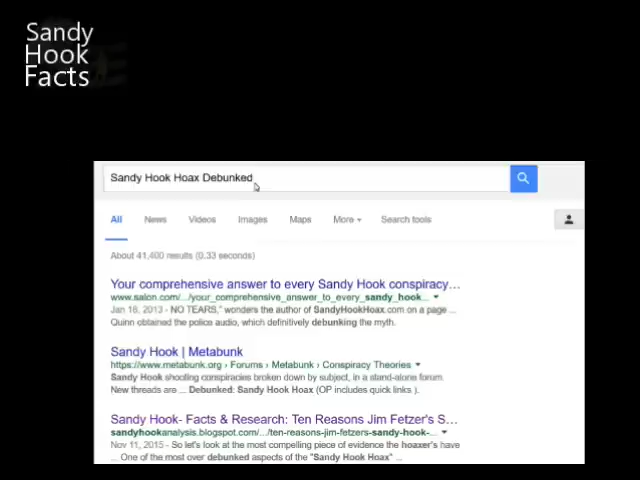 Sandy
Hook
Facts
Sandy Hook Hoax Debunked
All News Videos Images Maps More Search tools
About 41,400 results (0.33 seconds)
Your comprehensive answer to every Sandy Hook conspiracy...
www.salon.com/.../your_comprehensive_answer_to_every_sandy_hook...
Jan 18, 2013 - NO TEARS," wonders the author of SandyHookHoax.com on a page ...
Quinn obtained the police audio, which definitively debunking the myth.
Sandy Hook | Metabunk
https://www.metabunk.org › Forums › Metabunk › Conspiracy Theories
Sandy Hook shooting conspiracies broken down by subject, in a stand-alone forum.
New threads are ... Debunked: Sandy Hook Hoax (OP includes quick links ).
Sandy Hook- Facts & Research: Ten Reasons Jim Fetzer's S...
sandyhookanalysis.blogspot.com/.../ten-reasons-jim-fetzers-sandy-hook-...
Nov 11, 2015 - So let's look at the most compelling piece of evidence the hoaxer's have
... One of the most over debunked aspects of the "Sandy Hook Hoax" ...